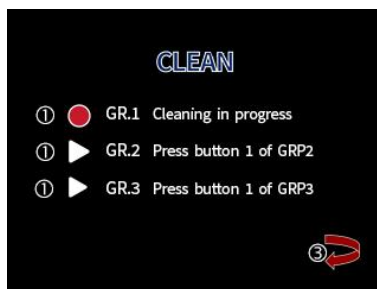 CLEAN
① GR.1 Cleaning in progress
① GR.2 Press button 1 of GRP2
① GR.3 Press button 1 of GRP3
③